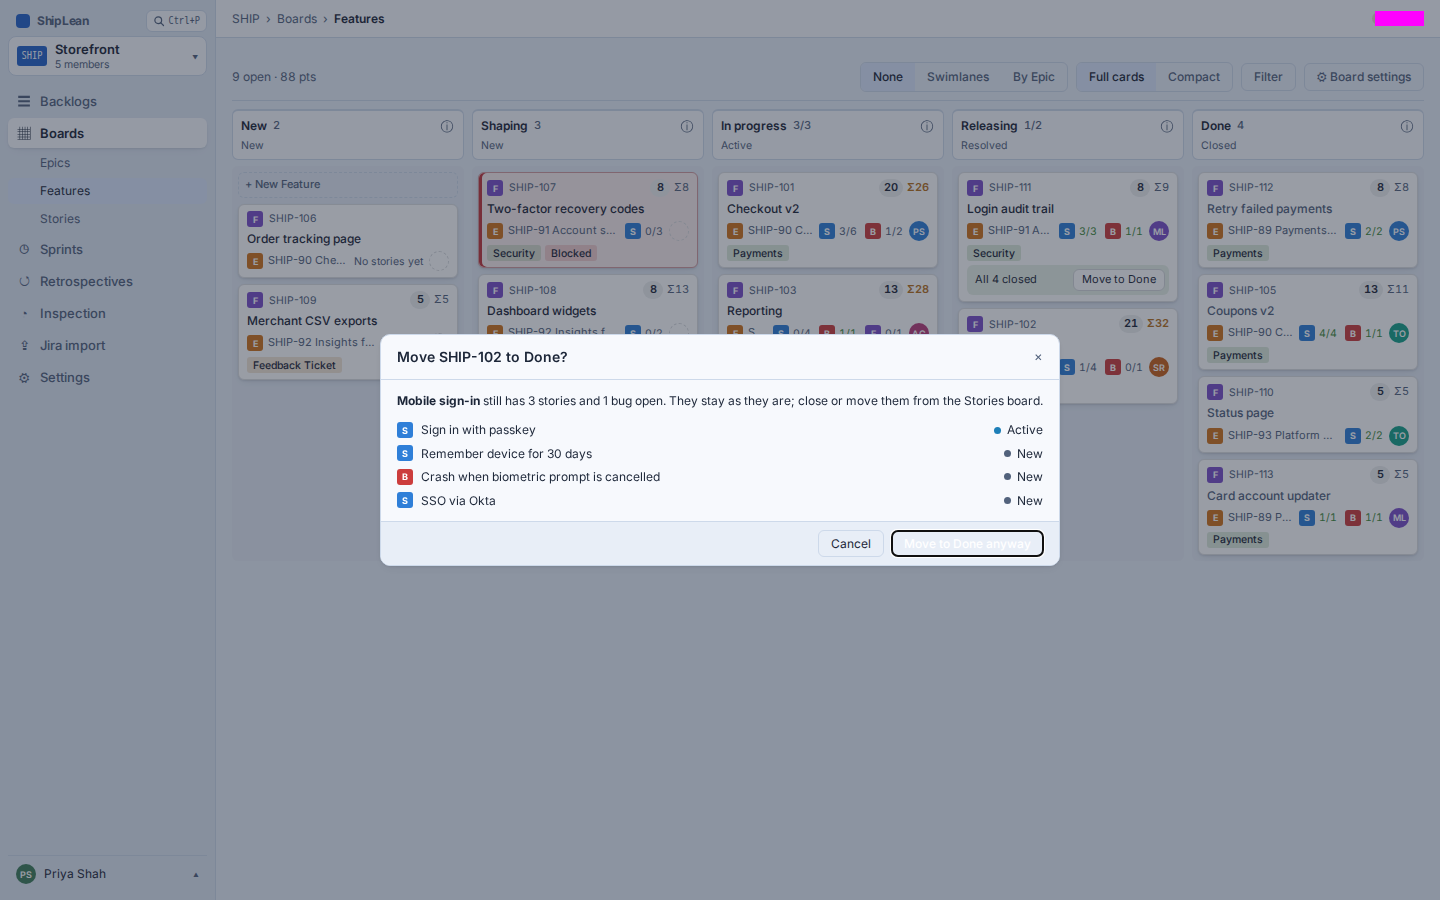 ShipLean
Ctrl+P
SHIP
Storefront
5 members
Backlogs
Boards
Epics
Features
Stories
Sprints
Retrospectives
Inspection
Jira import
Settings
PS Priya Shah
SHIP › Boards › Features
9 open · 88 pts
None Swimlanes By Epic
Full cards Compact
Filter
Board settings
New 2
New
+ New Feature
F SHIP-106
Order tracking page
E SHIP-90 Che... No stories yet
F SHIP-109 5 Σ5
Merchant CSV exports
E SHIP-92 Insights f...
Feedback Ticket
Shaping 3
New
F SHIP-107 8 Σ8
Two-factor recovery codes
E SHIP-91 Account s... S 0/3
Security Blocked
F SHIP-108 8 Σ13
Dashboard widgets
In progress 3/3
Active
F SHIP-101 20 Σ26
Checkout v2
E SHIP-90 C... S 3/6 B 1/2 PS
Payments
F SHIP-103 13 Σ28
Reporting
Releasing 1/2
Resolved
F SHIP-111 8 Σ9
Login audit trail
E SHIP-91 A... S 3/3 B 1/1 ML
Security
All 4 closed Move to Done
F SHIP-102 21 Σ32
S 1/4 B 0/1 SR
Done 4
Closed
F SHIP-112 8 Σ8
Retry failed payments
E SHIP-89 Payments... S 2/2 PS
Payments
F SHIP-105 13 Σ11
Coupons v2
E SHIP-90 C... S 4/4 B 1/1 TO
Payments
F SHIP-110 5 Σ5
Status page
E SHIP-93 Platform ... S 2/2 TO
F SHIP-113 5 Σ5
Card account updater
E SHIP-89 P... S 1/1 B 1/1 ML
Payments
Move SHIP-102 to Done?
×
Mobile sign-in still has 3 stories and 1 bug open. They stay as they are; close or move them from the Stories board.
S Sign in with passkey Active
S Remember device for 30 days New
B Crash when biometric prompt is cancelled New
S SSO via Okta New
Cancel
Move to Done anyway